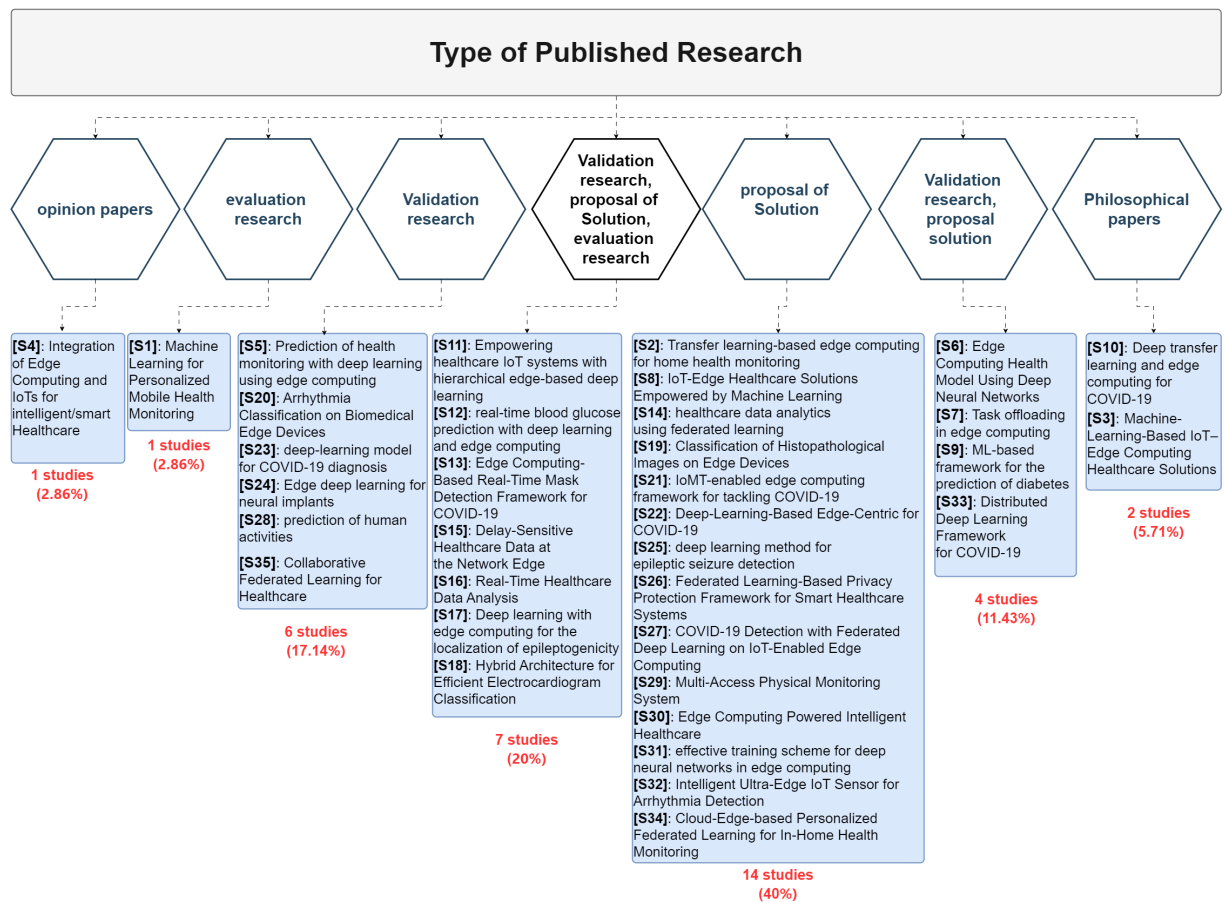 Type of Published Research
opinion papers
evaluation
research
Validation
research
Validation
research,
proposal of
Solution,
evaluation
research
proposal of
Solution
Validation
research,
proposal
solution
Philosophical
papers
[S4]: Integration
of Edge
Computing and
IoTs for
intelligent/smart
Healthcare
1 studies
(2.86%)
[S1]: Machine
Learning for
Personalized
Mobile Health
Monitoring
1 studies
(2.86%)
[S5]: Prediction of health
monitoring with deep learning
using edge computing
[S20]: Arrhythmia
Classification on Biomedical
Edge Devices
[S23]: deep-learning model
for COVID-19 diagnosis
[S24]: Edge deep learning for
neural implants
[S28]: prediction of human
activities
[S35]: Collaborative
Federated Learning for
Healthcare
6 studies
(17.14%)
[S11]: Empowering
healthcare IoT systems with
hierarchical edge-based deep
learning
[S12]: real-time blood glucose
prediction with deep learning
and edge computing
[S13]: Edge Computing-
Based Real-Time Mask
Detection Framework for
COVID-19
[S15]: Delay-Sensitive
Healthcare Data at
the Network Edge
[S16]: Real-Time Healthcare
Data Analysis
[S17]: Deep learning with
edge computing for the
localization of epileptogenicity
[S18]: Hybrid Architecture for
Efficient Electrocardiogram
Classification
7 studies
(20%)
[S2]: Transfer learning-based edge computing
for home health monitoring
[S8]: IoT-Edge Healthcare Solutions
Empowered by Machine Learning
[S14]: healthcare data analytics
using federated learning
[S19]: Classification of Histopathological
Images on Edge Devices
[S21]: IoMT-enabled edge computing
framework for tackling COVID-19
[S22]: Deep-Learning-Based Edge-Centric for
COVID-19
[S25]: deep learning method for
epileptic seizure detection
[S26]: Federated Learning-Based Privacy
Protection Framework for Smart Healthcare
Systems
[S27]: COVID-19 Detection with Federated
Deep Learning on IoT-Enabled Edge
Computing
[S29]: Multi-Access Physical Monitoring
System
[S30]: Edge Computing Powered Intelligent
Healthcare
[S31]: effective training scheme for deep
neural networks in edge computing
[S32]: Intelligent Ultra-Edge IoT Sensor for
Arrhythmia Detection
[S34]: Cloud-Edge-based Personalized
Federated Learning for In-Home Health
Monitoring
14 studies
(40%)
[S6]: Edge
Computing Health
Model Using Deep
Neural Networks
[S7]: Task offloading
in edge computing
[S9]: ML-based
framework for the
prediction of diabetes
[S33]: Distributed
Deep Learning
Framework
for COVID-19
4 studies
(11.43%)
[S10]: Deep transfer
learning and edge
computing for
COVID-19
[S3]: Machine-
Learning-Based IoT–
Edge Computing
Healthcare Solutions
2 studies
(5.71%)